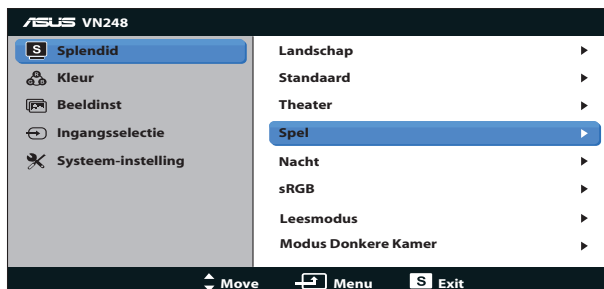 ASUS VN248
S Splendid
Kleur
Beeldinst
Ingangsselectie
Systeem-instelling
Landschap
Standaard
Theater
Spel
Nacht
sRGB
Leesmodus
Modus Donkere Kamer
Move Menu S Exit